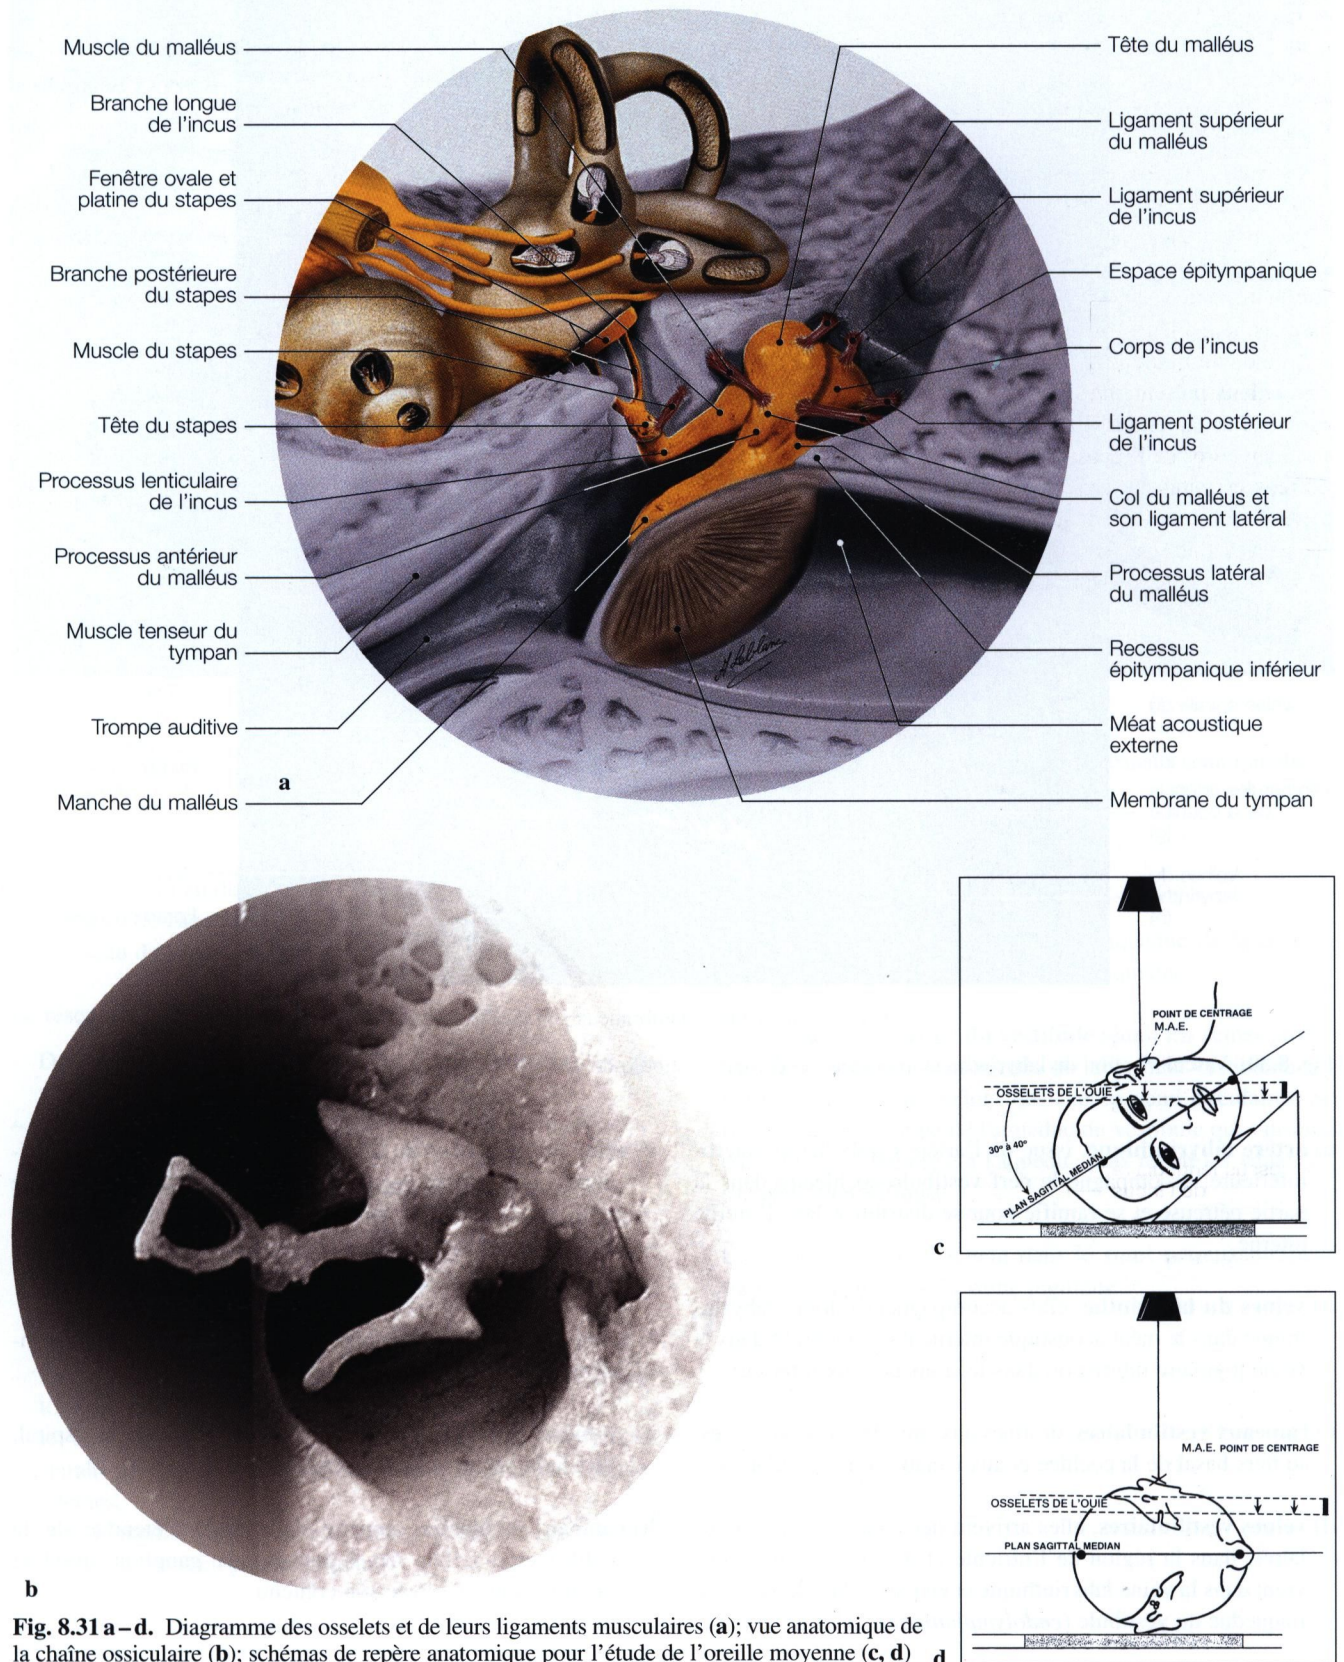 Muscle du malléus
Branche longue
de l'incus
Fenêtre ovale et
platine du stapes
Branche postérieure
du stapes
Muscle du stapes
Tête du stapes
Processus lenticulaire
de l'incus
Processus antérieur
du malléus
Muscle tenseur du
tympan
Trompe auditive
Manche du malléus
Tête du malléus
Ligament supérieur
du malléus
Ligament supérieur
de l'incus
Espace épitympanique
Corps de l'incus
Ligament postérieur
de l'incus
Col du malléus et
son ligament latéral
Processus latéral
du malléus
Recessus
épitympanique inférieur
Méat acoustique
externe
Membrane du tympan
a
POINT DE CENTRAGE
M.A.E.
OSSELETS DE L'OUIE
30° à 40°
PLAN SAGITTAL MEDIAN
c
M.A.E. POINT DE CENTRAGE
OSSELETS DE L'OUIE
PLAN SAGITTAL MEDIAN
d
b
Fig. 8.31 a–d. Diagramme des osselets et de leurs ligaments musculaires (a); vue anatomique de
la chaîne ossiculaire (b); schémas de repère anatomique pour l'étude de l'oreille moyenne (c, d)